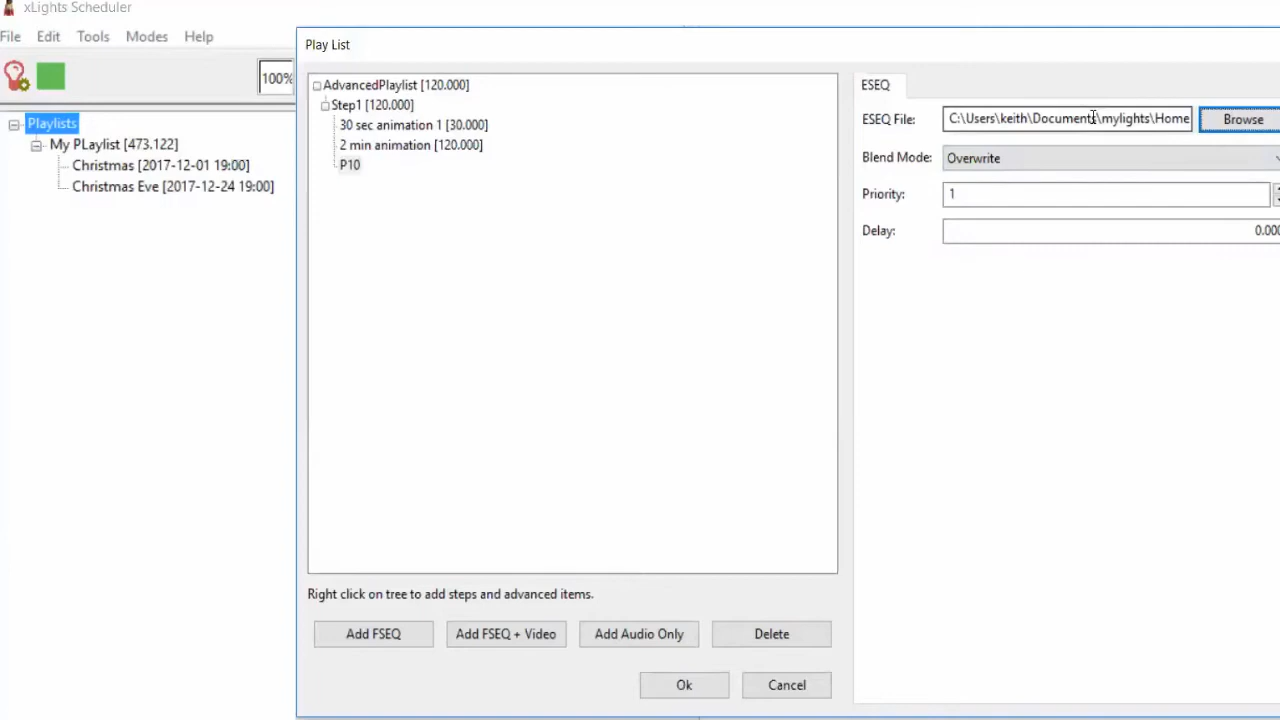 xLights Scheduler
File Edit Tools Modes Help
100%
Playlists
My PLaylist [473.122]
Christmas [2017-12-01 19:00]
Christmas Eve [2017-12-24 19:00]
Play List
AdvancedPlaylist [120.000]
Step1 [120.000]
30 sec animation 1 [30.000]
2 min animation [120.000]
P10
Right click on tree to add steps and advanced items.
Add FSEQ Add FSEQ + Video Add Audio Only Delete
Ok Cancel
ESEQ
ESEQ File: C:\Users\keith\Documents\mylights\Home Browse
Blend Mode: Overwrite
Priority: 1
Delay: 0.000